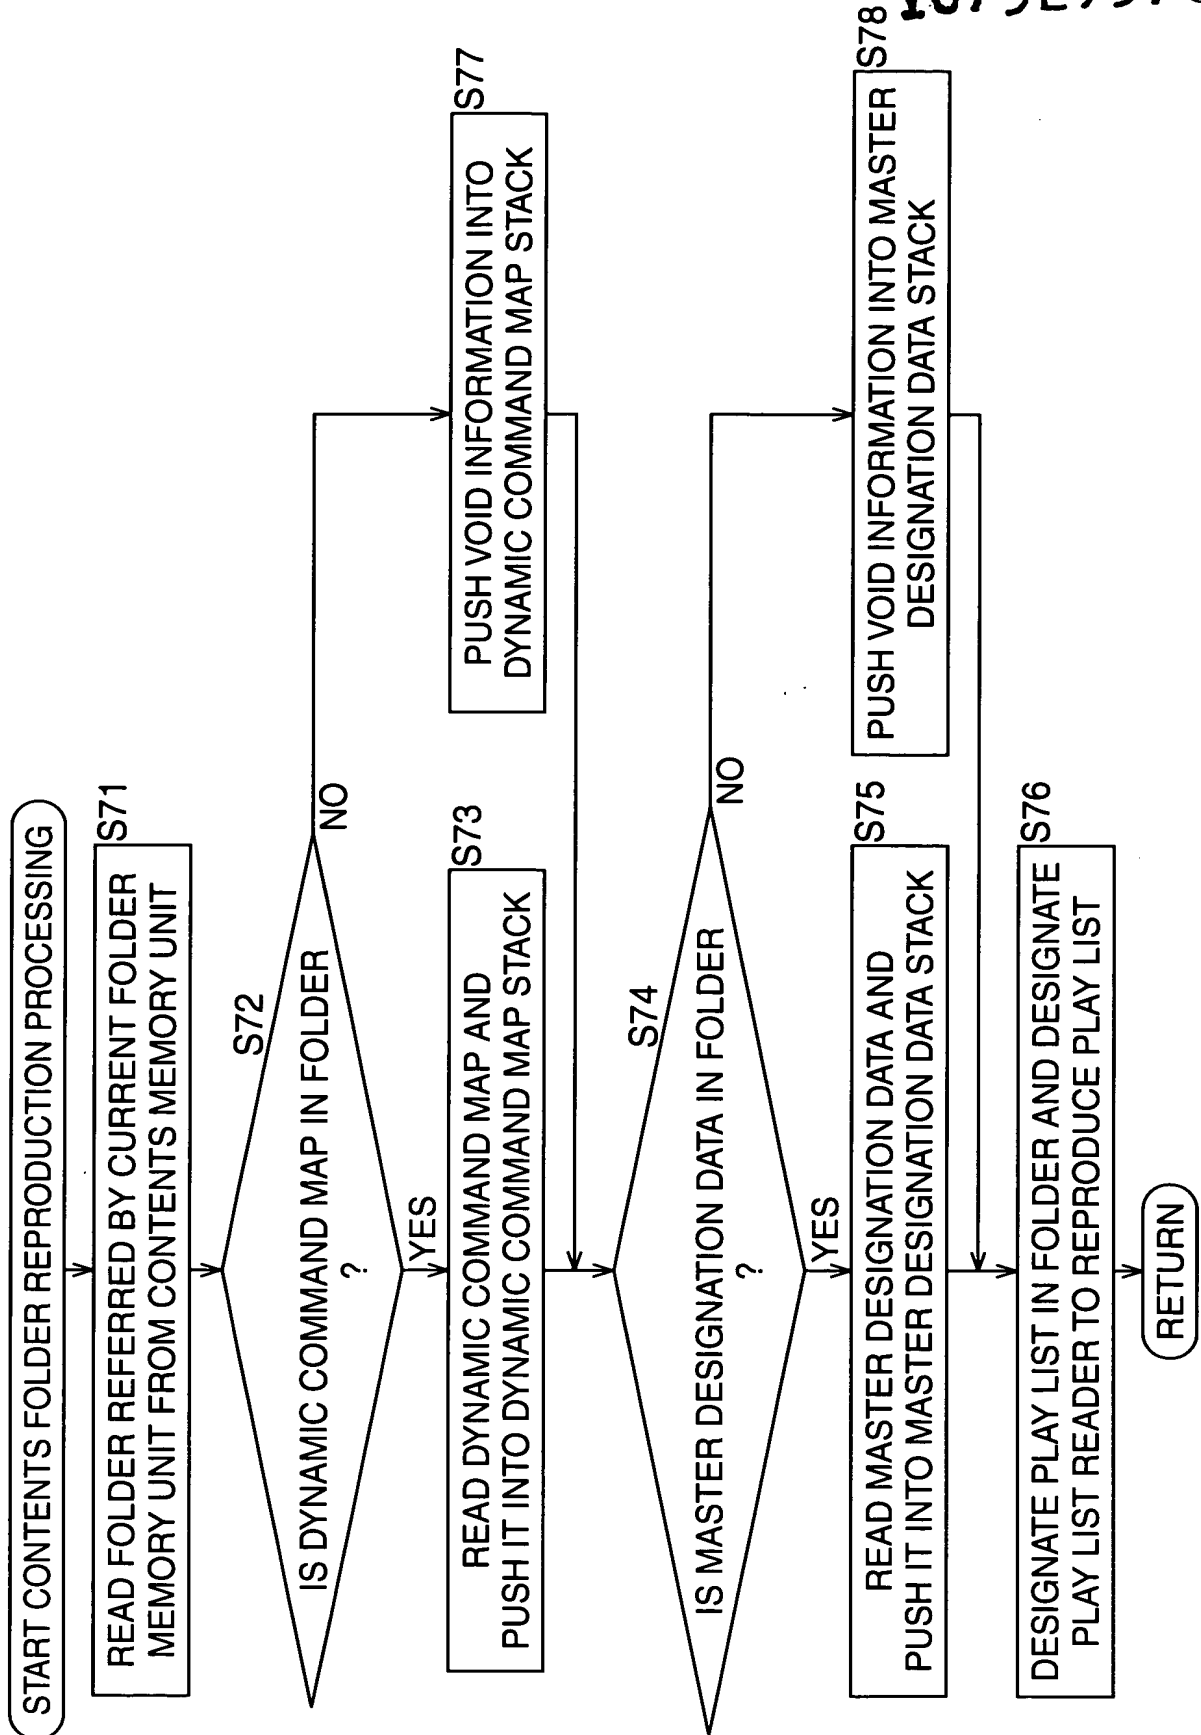 START CONTENTS FOLDER REPRODUCTION PROCESSING
S71
READ FOLDER REFERRED BY CURRENT FOLDER
MEMORY UNIT FROM CONTENTS MEMORY UNIT
S72
IS DYNAMIC COMMAND MAP IN FOLDER
?
NO
YES
S73
READ DYNAMIC COMMAND MAP AND
PUSH IT INTO DYNAMIC COMMAND MAP STACK
S77
PUSH VOID INFORMATION INTO
DYNAMIC COMMAND MAP STACK
S74
IS MASTER DESIGNATION DATA IN FOLDER
?
NO
YES
S75
READ MASTER DESIGNATION DATA AND
PUSH IT INTO MASTER DESIGNATION DATA STACK
S78
PUSH VOID INFORMATION INTO MASTER
DESIGNATION DATA STACK
S76
DESIGNATE PLAY LIST IN FOLDER AND DESIGNATE
PLAY LIST READER TO REPRODUCE PLAY LIST
RETURN